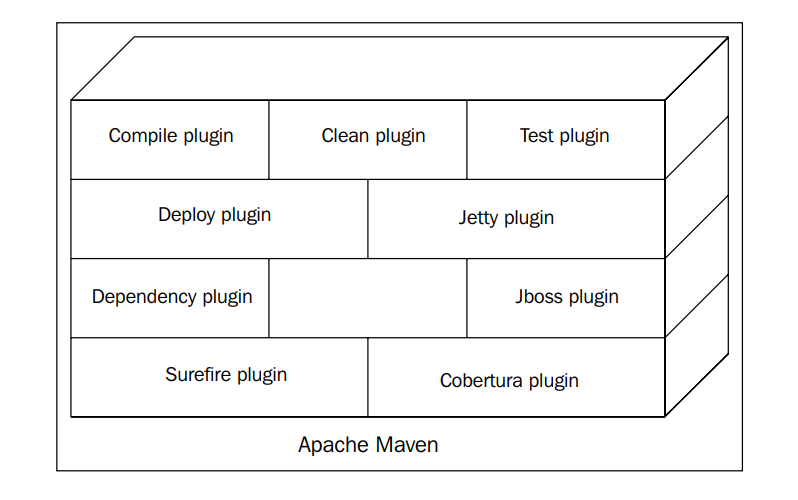 Compile plugin
Clean plugin
Test plugin
Deploy plugin
Jetty plugin
Dependency plugin
Jboss plugin
Surefire plugin
Cobertura plugin
Apache Maven